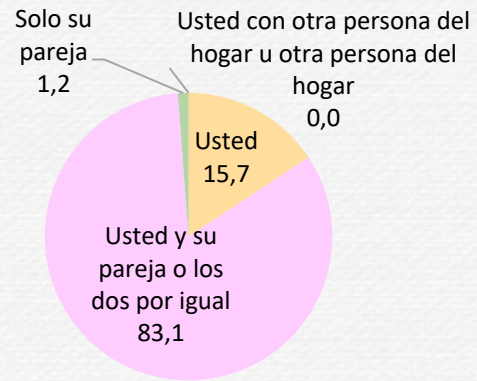 Solo su
pareja
1,2
Usted con otra persona del
hogar u otra persona del
hogar
0,0
Usted
15,7
Usted y su
pareja o los
dos por igual
83,1